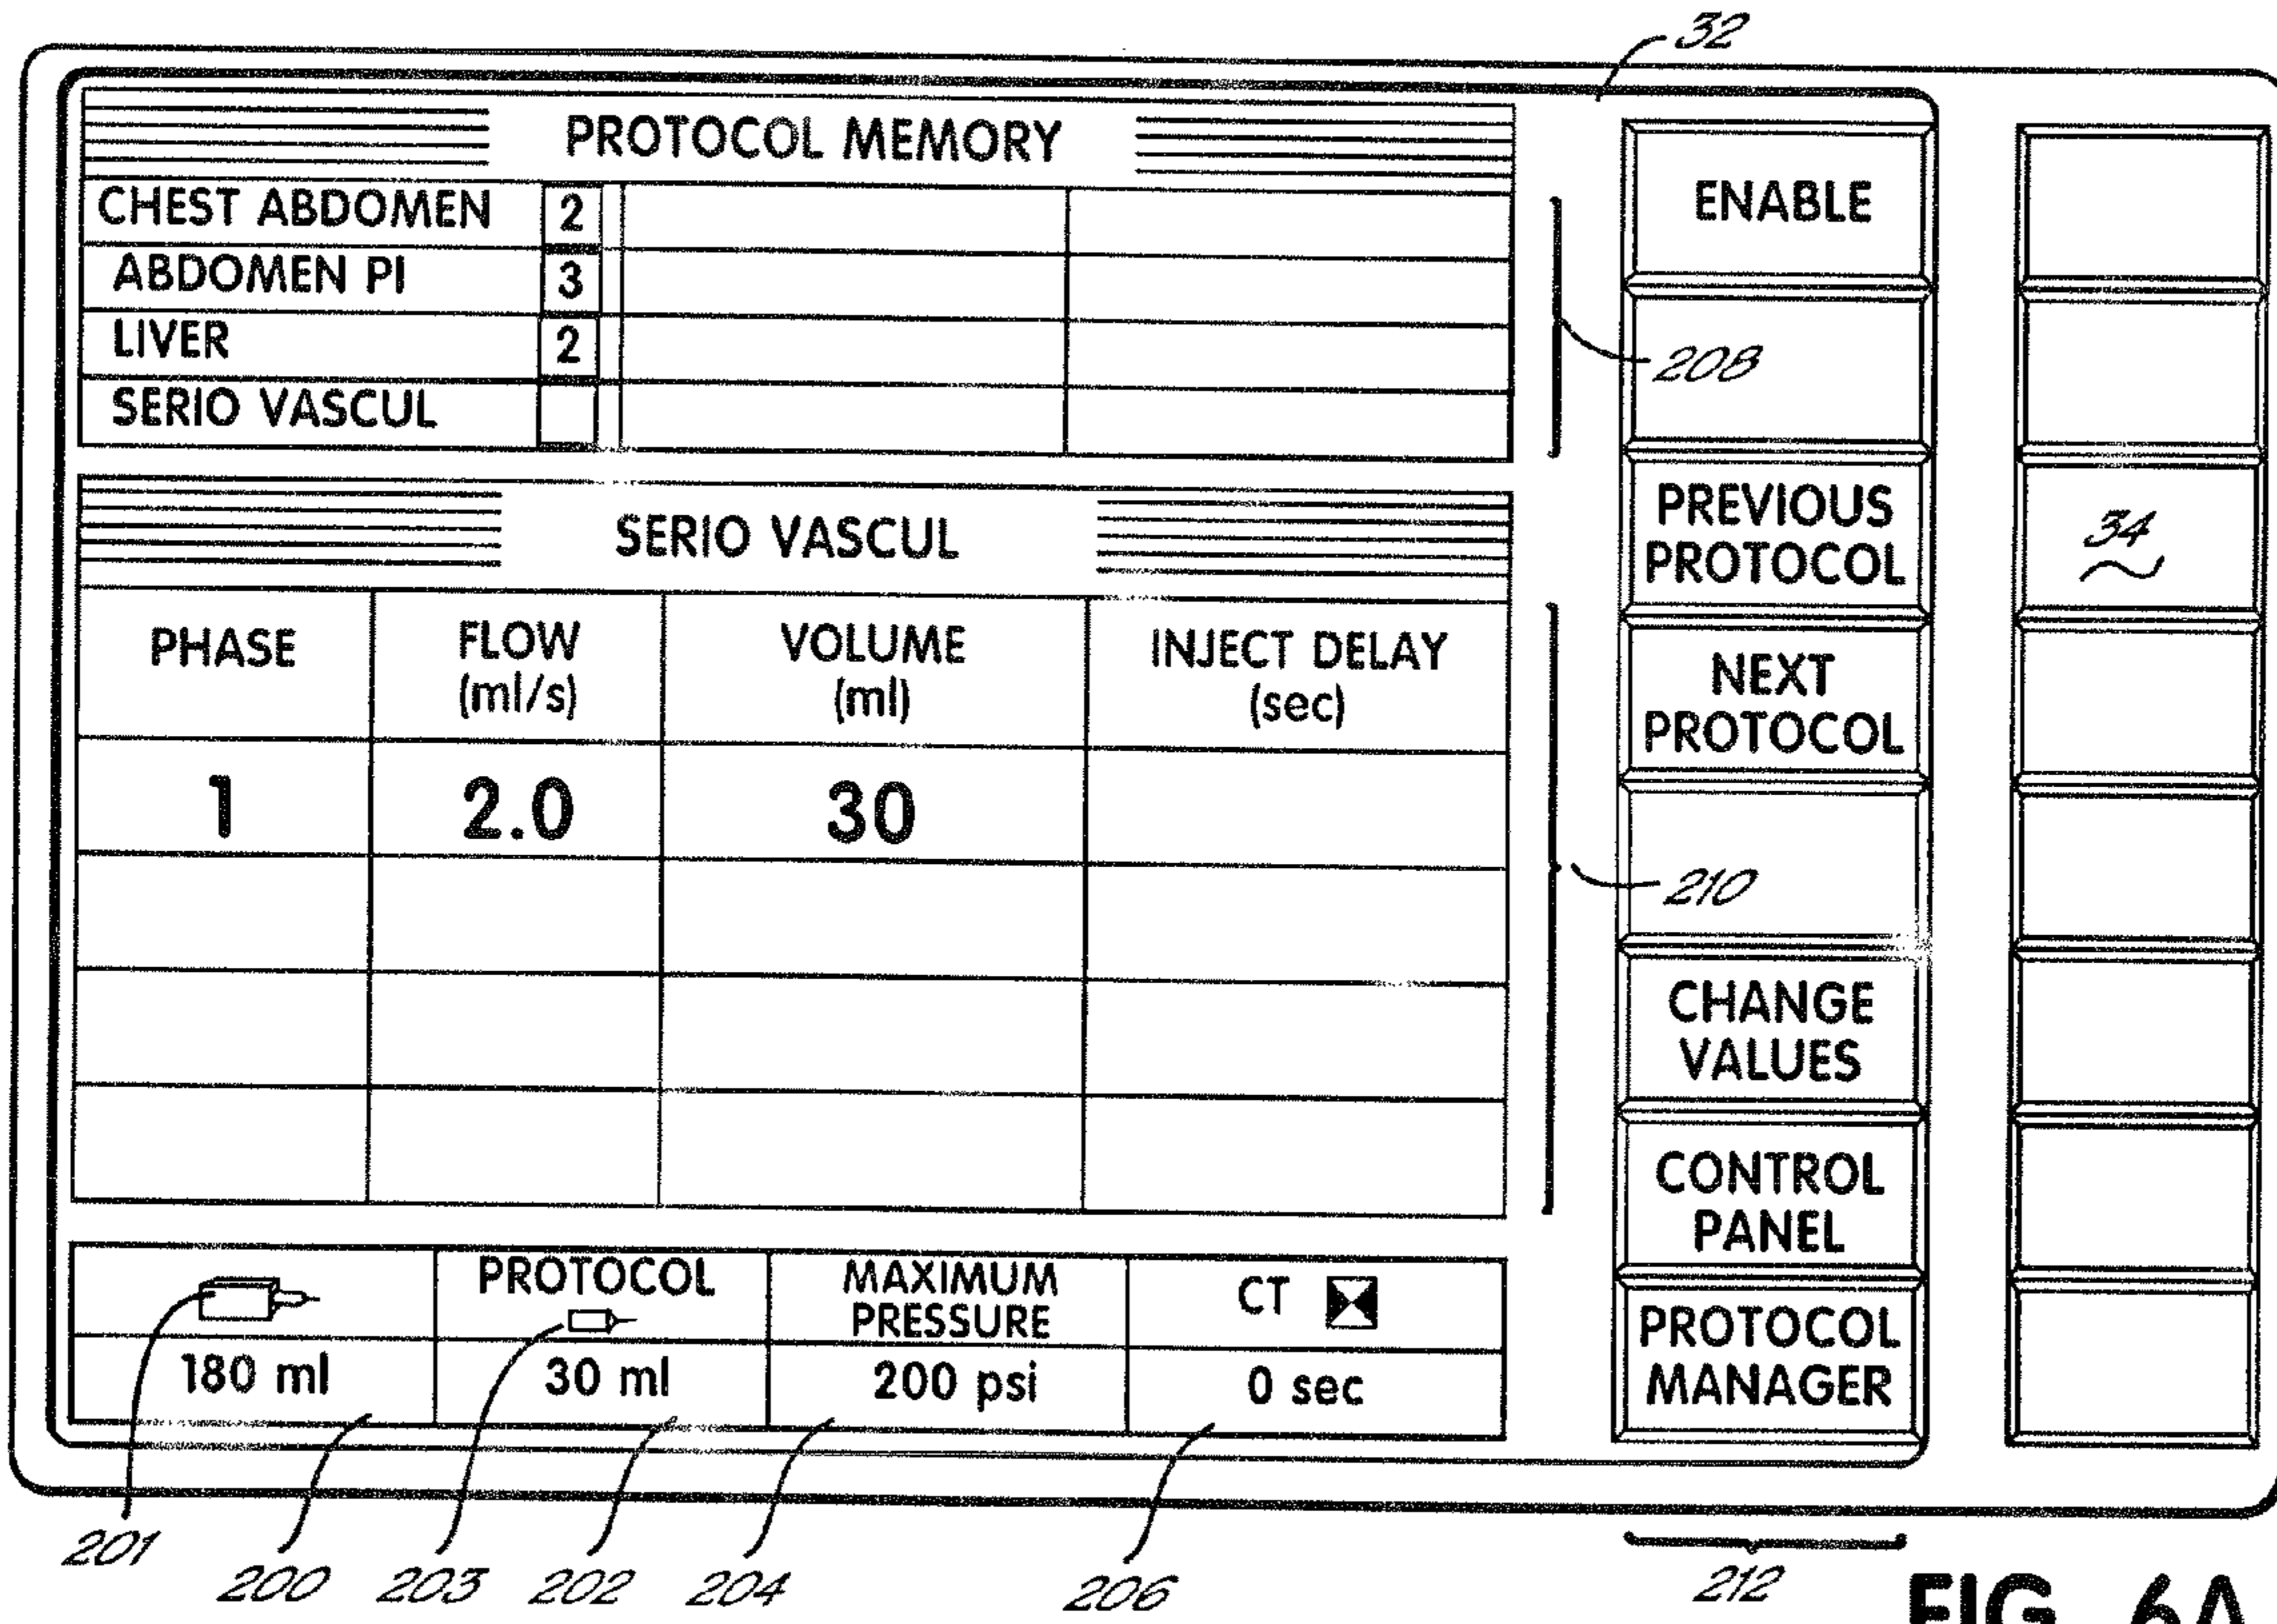 32
PROTOCOL MEMORY
CHEST ABDOMEN 2
ABDOMEN PI 3
LIVER 2
SERIO VASCUL
208
SERIO VASCUL
PHASE FLOW (ml/s) VOLUME (ml) INJECT DELAY (sec)
1 2.0 30
210
PROTOCOL MAXIMUM PRESSURE CT
180 ml 30 ml 200 psi 0 sec
ENABLE
PREVIOUS
PROTOCOL
NEXT
PROTOCOL
CHANGE
VALUES
CONTROL
PANEL
PROTOCOL
MANAGER
34
201 200 203 202 204 206 212
FIG. 6A